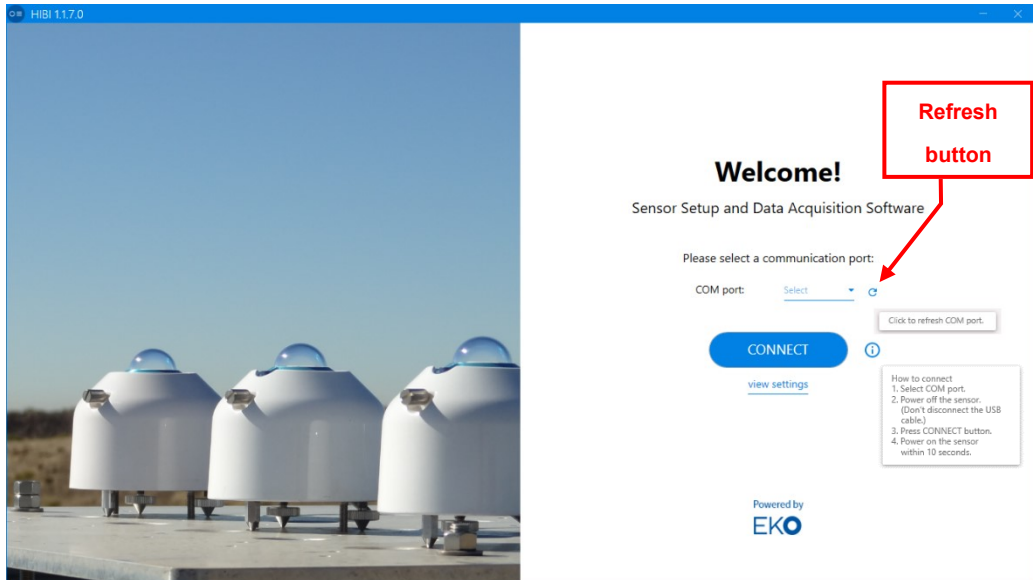 HIBI 1.1.7.0
Refresh
button
Welcome!
Sensor Setup and Data Acquisition Software
Please select a communication port:
COM port: Select
Click to refresh COM port.
CONNECT
view settings
How to connect
1. Select COM port.
2. Power off the sensor.
(Don't disconnect the USB
cable.)
3. Press CONNECT button.
4. Power on the sensor
within 10 seconds.
Powered by
EKO